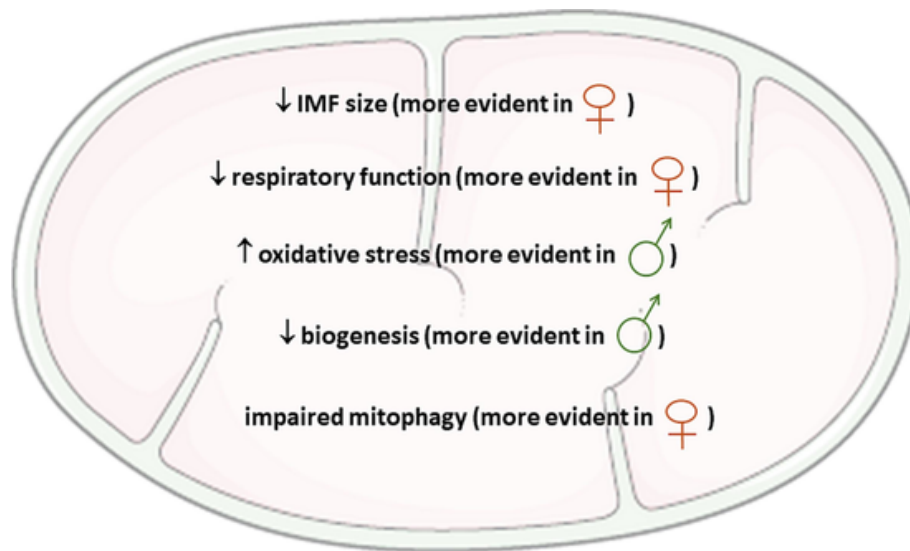 ↓ IMF size (more evident in ♀ )
↓ respiratory function (more evident in ♀ )
↑ oxidative stress (more evident in ♂ )
↓ biogenesis (more evident in ♂ )
impaired mitophagy (more evident in ♀ )